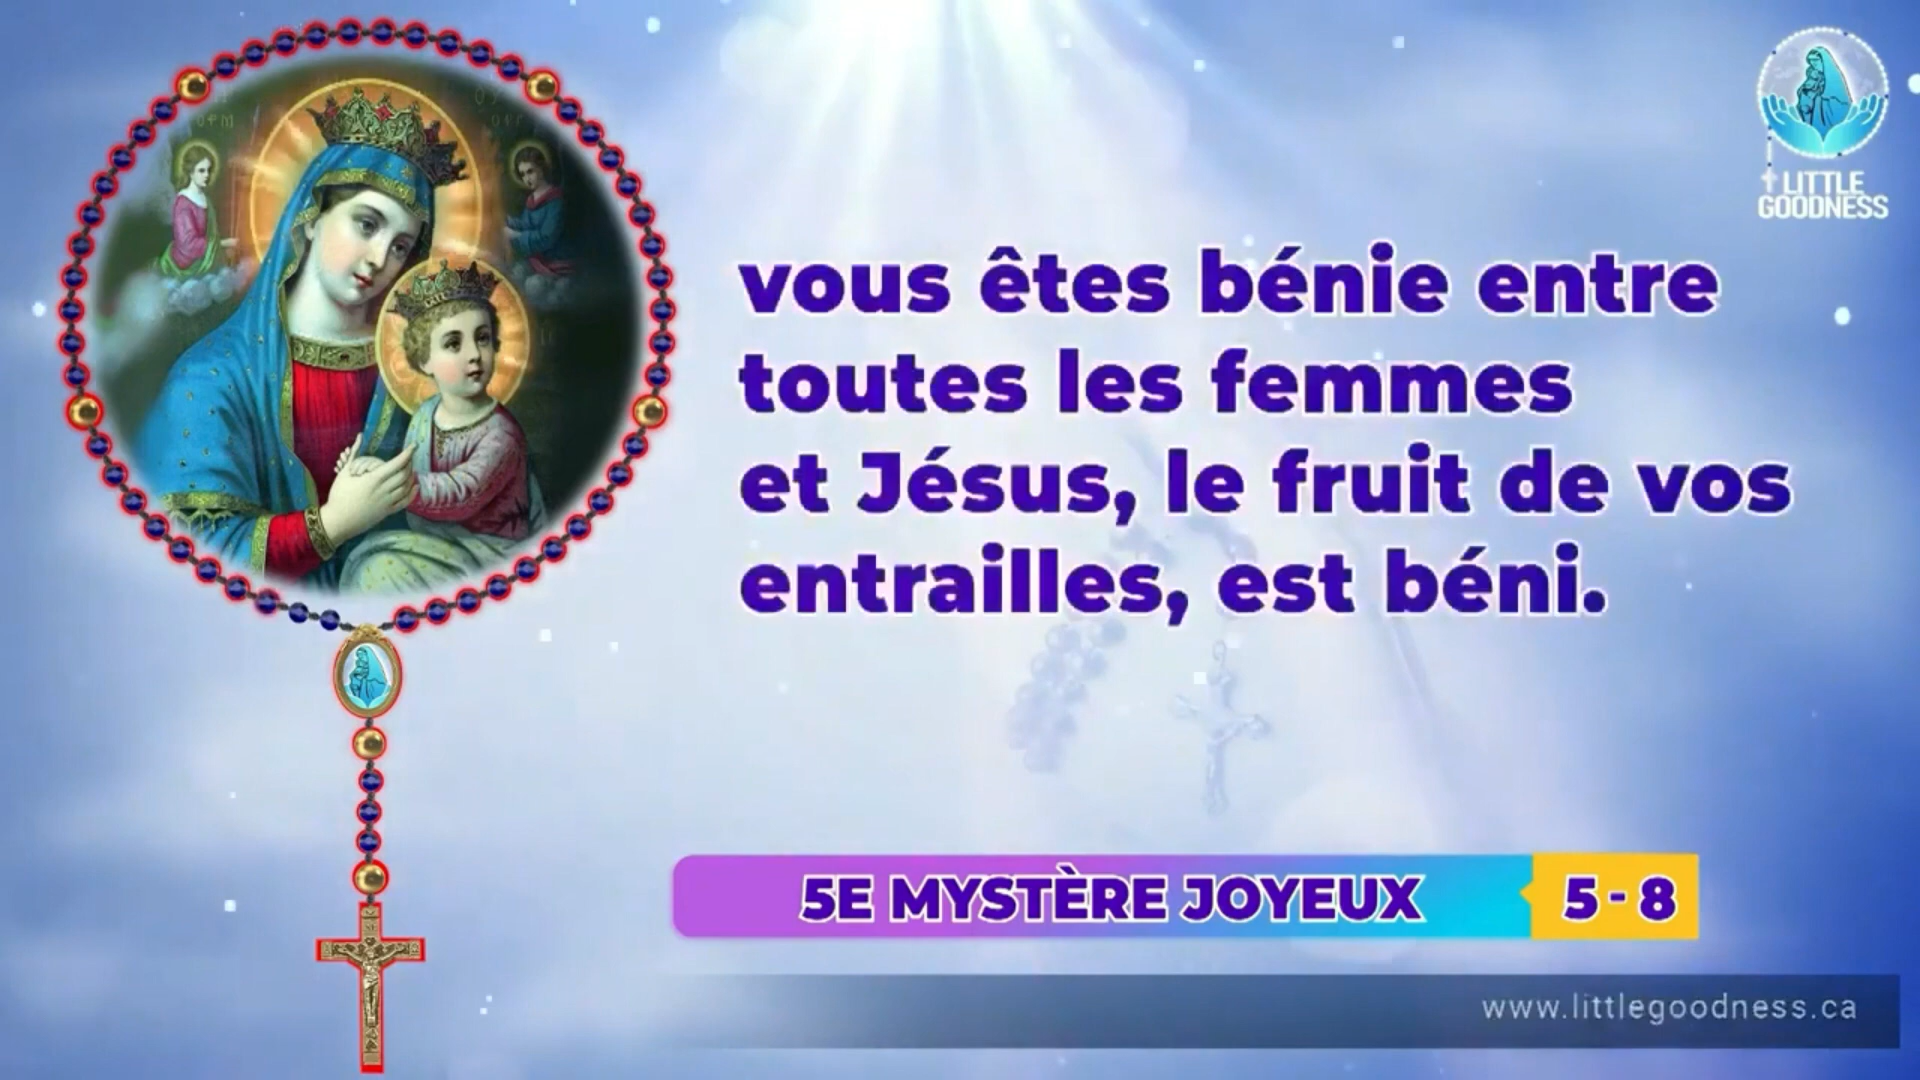 LITTLE
GOODNESS
vous êtes bénie entre
toutes les femmes
et Jésus, le fruit de vos
entrailles, est béni.
5E MYSTÈRE JOYEUX
5 - 8
www.littlegoodness.ca